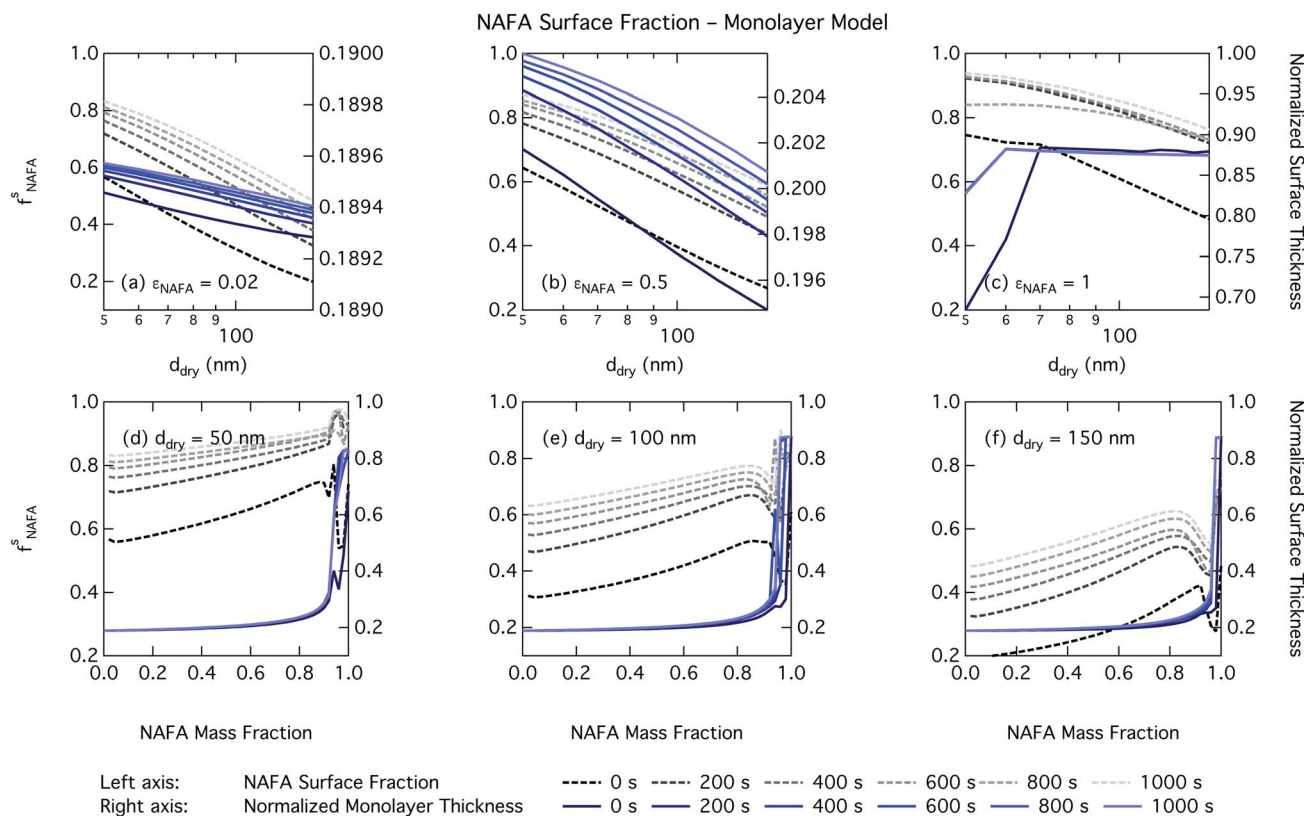 NAFA Surface Fraction – Monolayer Model
1.0 0.8 0.6 0.4 0.2
f^s_NAFA
0.1900 0.1898 0.1896 0.1894 0.1892 0.1890
(a) ε_NAFA = 0.02
5 6 7 8 9
100
d_dry (nm)
1.0 0.8 0.6 0.4 0.2
0.204 0.202 0.200 0.198 0.196
(b) ε_NAFA = 0.5
5 6 7 8 9
100
d_dry (nm)
1.0 0.8 0.6 0.4 0.2
1.00 0.95 0.90 0.85 0.80 0.75 0.70
Normalized Surface Thickness
(c) ε_NAFA = 1
5 6 7 8 9
100
d_dry (nm)
1.0 0.8 0.6 0.4 0.2
f^s_NAFA
(d) d_dry = 50 nm
1.0 0.8 0.6 0.4 0.2
0.0 0.2 0.4 0.6 0.8 1.0
NAFA Mass Fraction
1.0 0.8 0.6 0.4 0.2
(e) d_dry = 100 nm
1.0 0.8 0.6 0.4 0.2
0.0 0.2 0.4 0.6 0.8 1.0
NAFA Mass Fraction
1.0 0.8 0.6 0.4 0.2
(f) d_dry = 150 nm
1.0 0.8 0.6 0.4 0.2
Normalized Surface Thickness
0.0 0.2 0.4 0.6 0.8 1.0
NAFA Mass Fraction
Left axis: NAFA Surface Fraction 0 s 200 s 400 s 600 s 800 s 1000 s
Right axis: Normalized Monolayer Thickness 0 s 200 s 400 s 600 s 800 s 1000 s